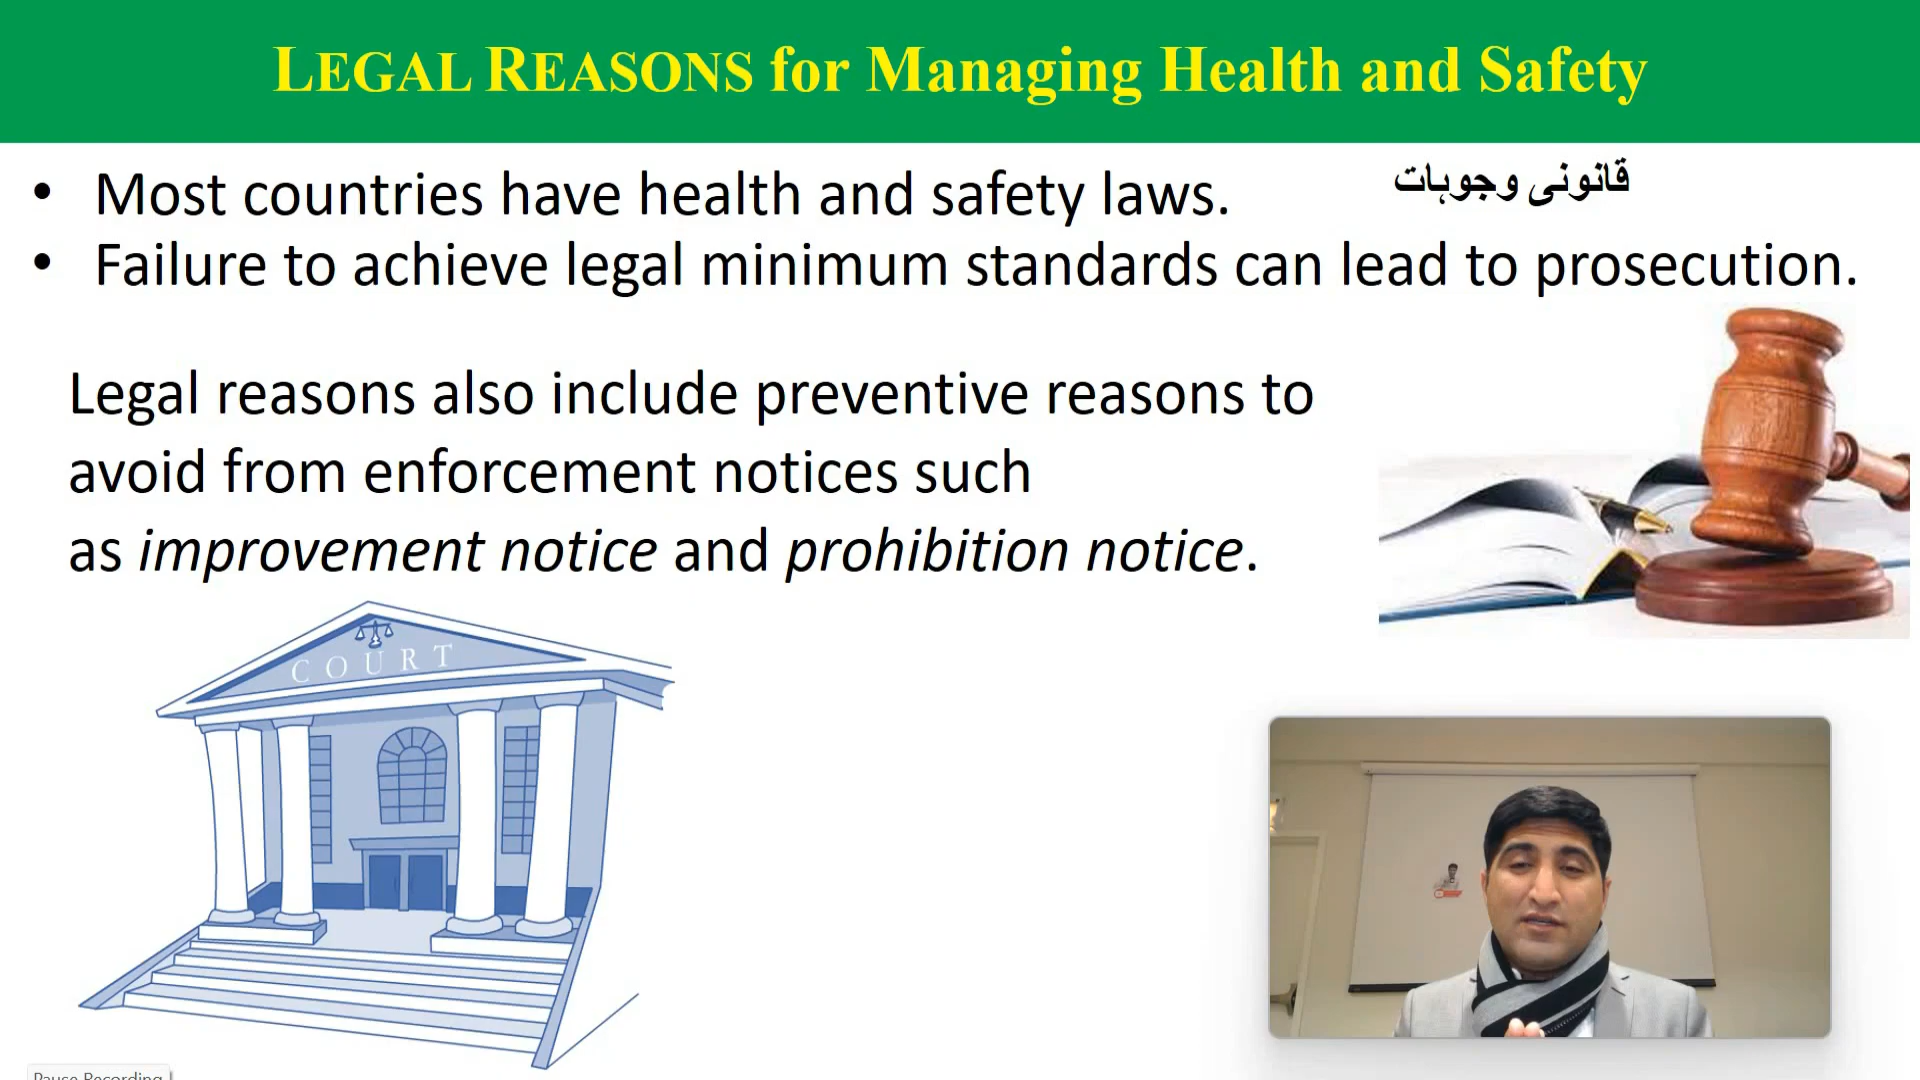 LEGAL REASONS for Managing Health and Safety
• Most countries have health and safety laws.
قانونی وجوہات
• Failure to achieve legal minimum standards can lead to prosecution.
Legal reasons also include preventive reasons to
avoid from enforcement notices such
as improvement notice and prohibition notice.
COURT
Pause Recording